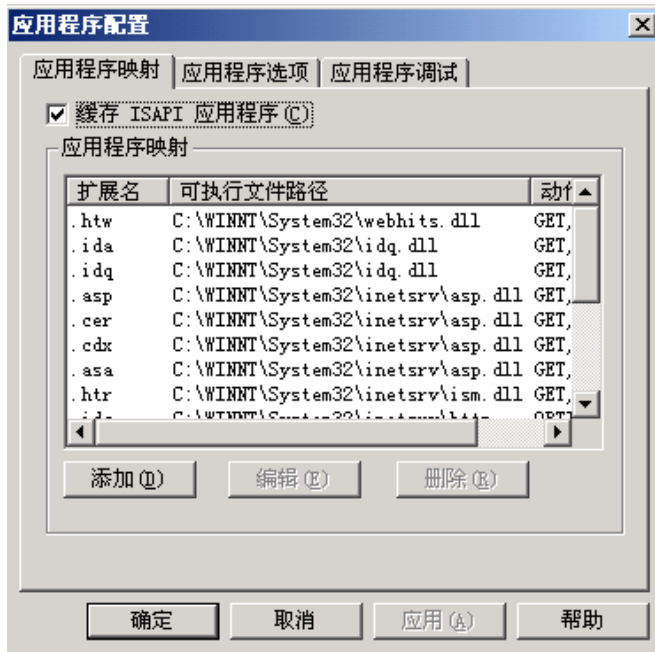 应用程序配置
应用程序映射 应用程序选项 应用程序调试
缓存 ISAPI 应用程序(C)
应用程序映射
扩展名 可执行文件路径
.htw C:\WINNT\System32\webhits.dll GET,
.ida C:\WINNT\System32\idq.dll GET,
.idq C:\WINNT\System32\idq.dll GET,
.asp C:\WINNT\System32\inetsrv\asp.dll GET,
.cer C:\WINNT\System32\inetsrv\asp.dll GET,
.cdx C:\WINNT\System32\inetsrv\asp.dll GET,
.asa C:\WINNT\System32\inetsrv\asp.dll GET,
.htr C:\WINNT\System32\inetsrv\ism.dll GET,
添加(D) 编辑(E) 删除(R)
确定 取消 应用(A) 帮助